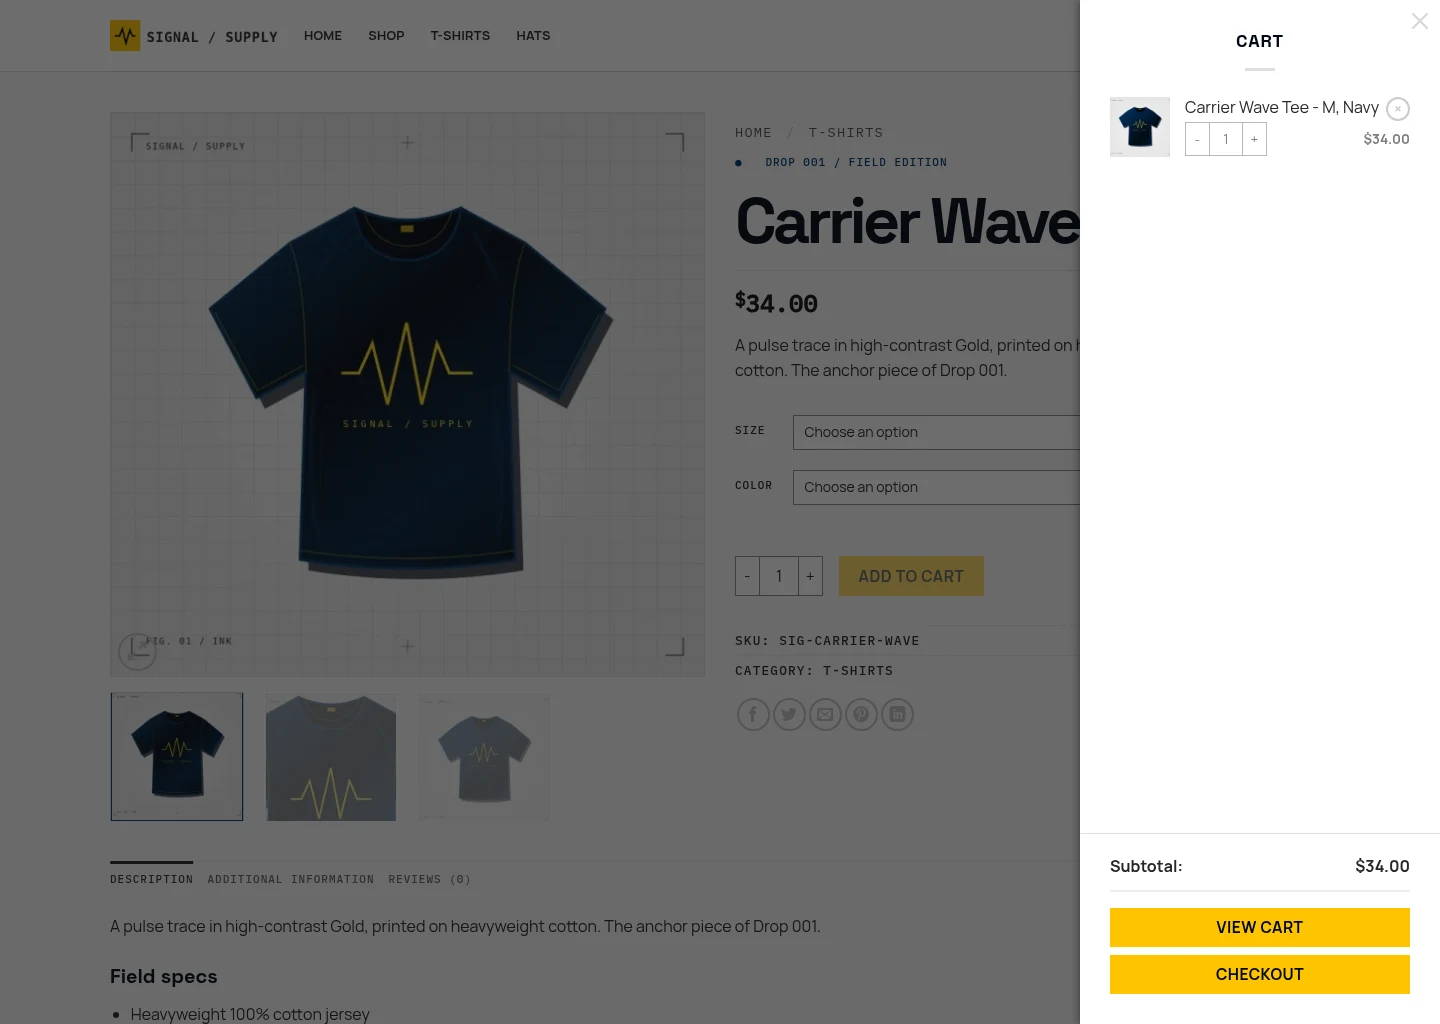 SIGNAL / SUPPLY
HOME
SHOP
T-SHIRTS
HATS
SIGNAL / SUPPLY
SIGNAL / SUPPLY
FIG. 01 / INK
HOME / T-SHIRTS
DROP 001 / FIELD EDITION
Carrier Wave
$34.00
A pulse trace in high-contrast Gold, printed on
cotton. The anchor piece of Drop 001.
SIZE
Choose an option
COLOR
Choose an option
- 1 +
ADD TO CART
SKU: SIG-CARRIER-WAVE
CATEGORY: T-SHIRTS
DESCRIPTION
ADDITIONAL INFORMATION
REVIEWS (0)
A pulse trace in high-contrast Gold, printed on heavyweight cotton. The anchor piece of Drop 001.
Field specs
• Heavyweight 100% cotton jersey
CART
Carrier Wave Tee - M, Navy
- 1 +
$34.00
Subtotal: $34.00
VIEW CART
CHECKOUT